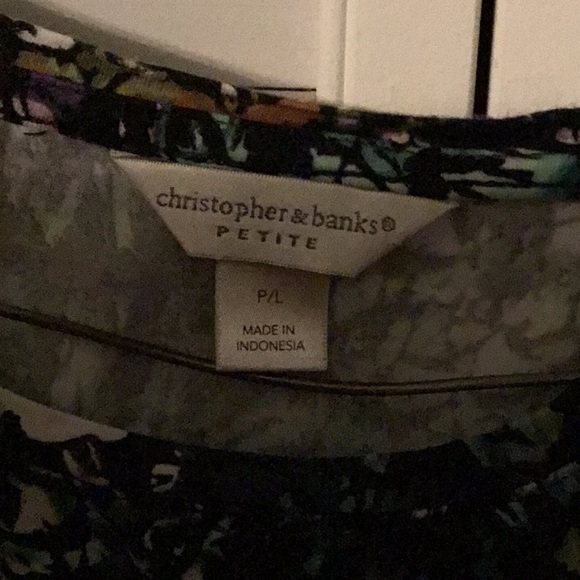 christopher & banks®
PETITE
P/L
MADE IN
INDONESIA